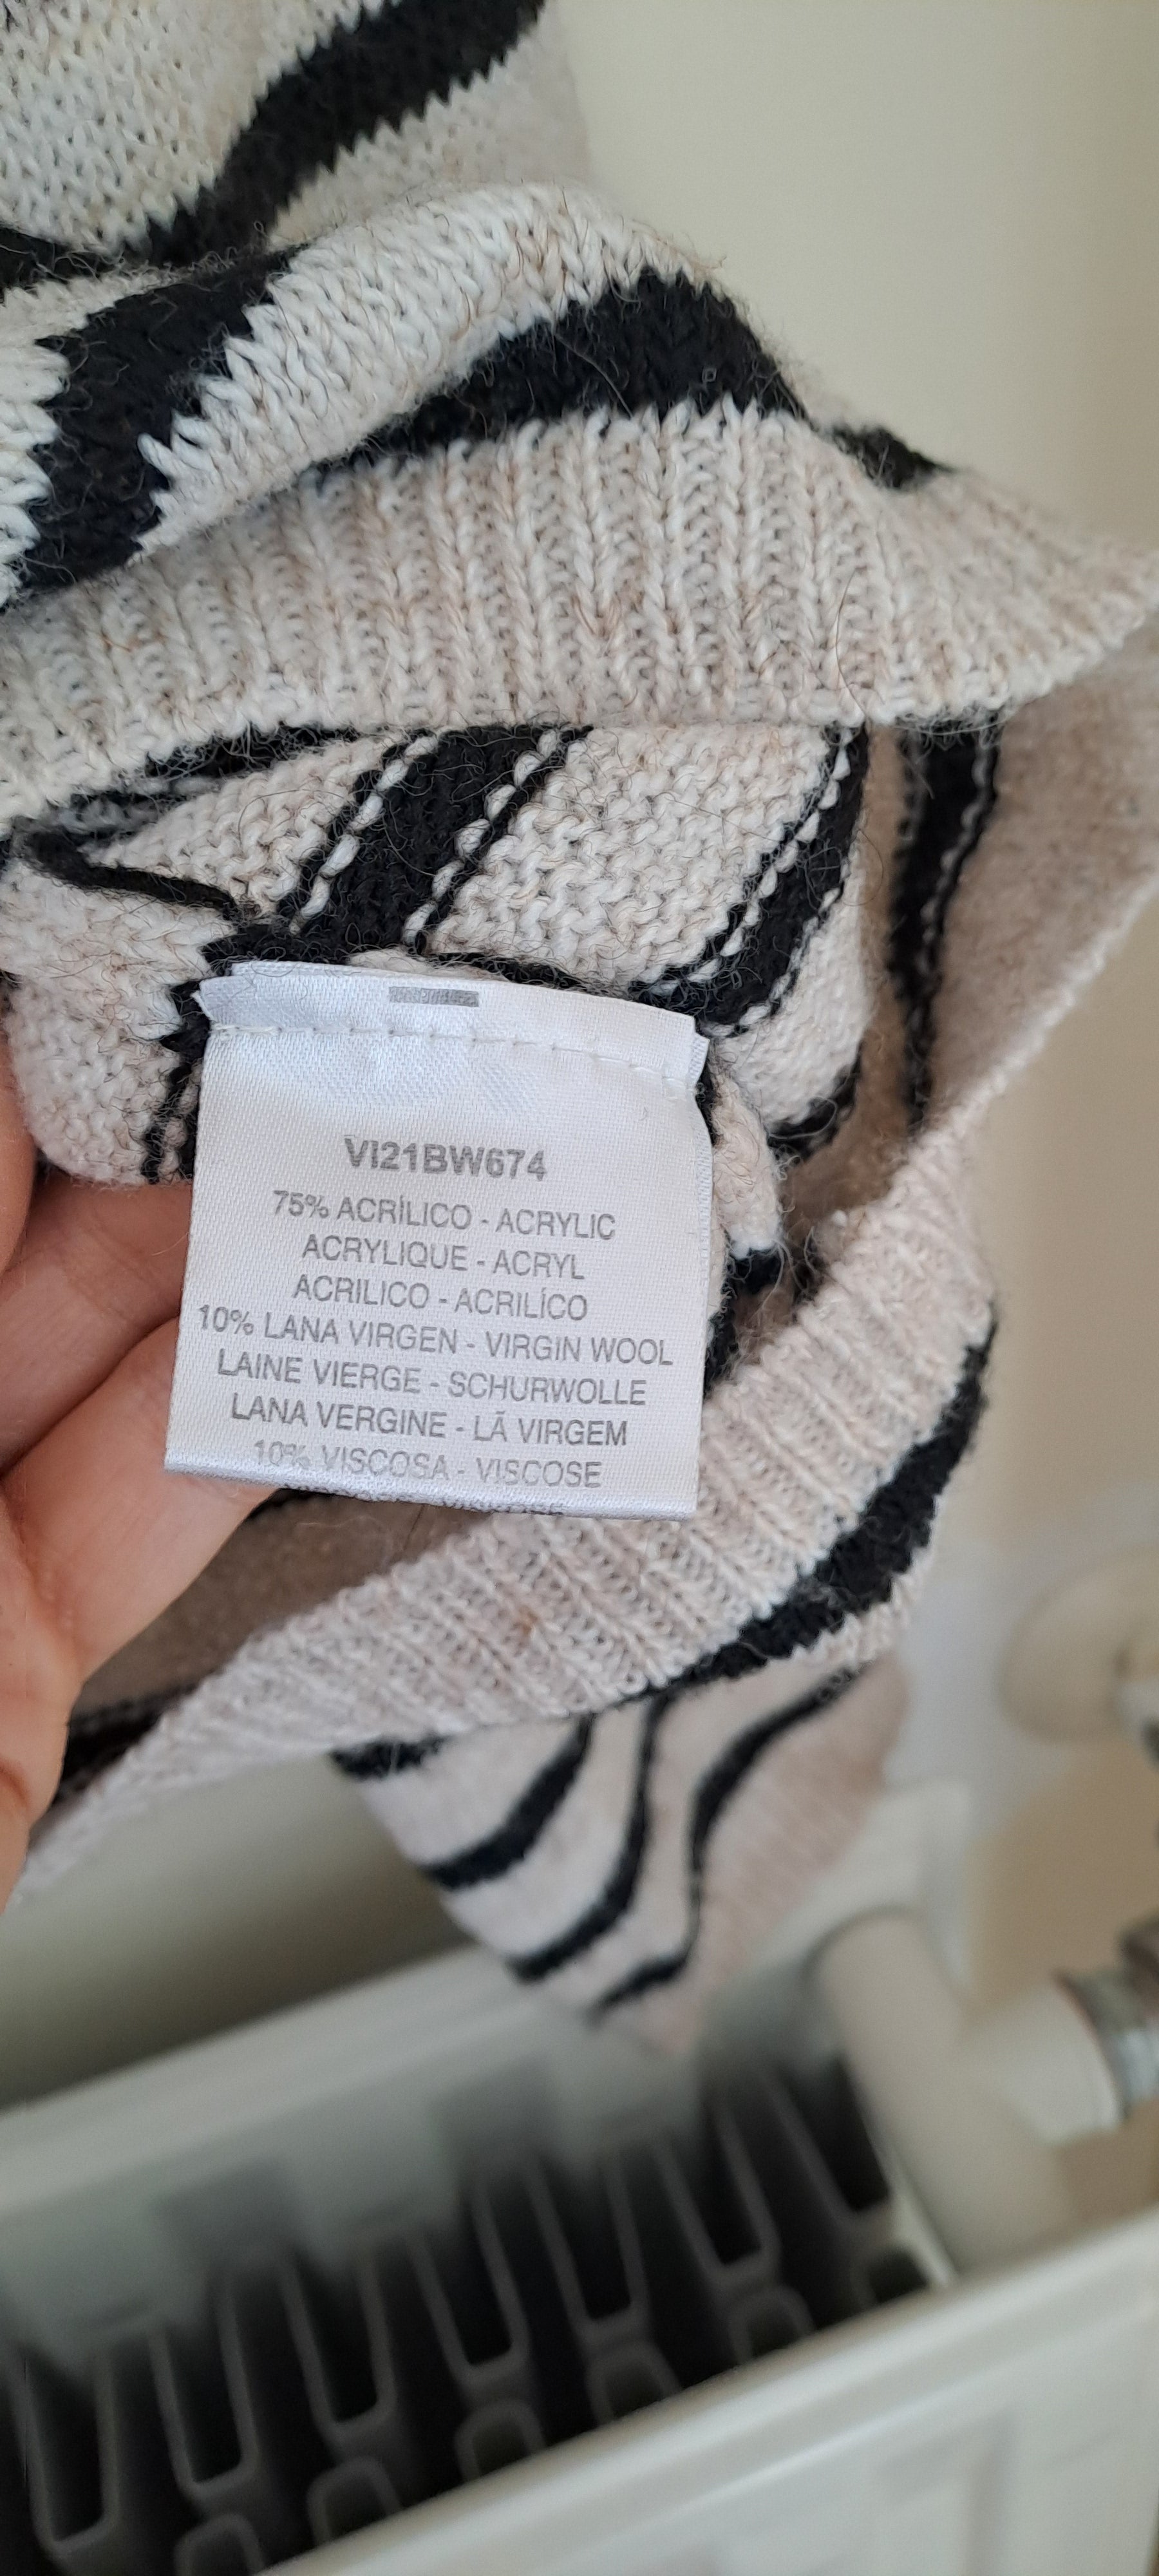 VI21BW674
75% ACRÍLICO - ACRYLIC
ACRYLIQUE - ACRYL
ACRILICO - ACRILÍCO
10% LANA VIRGEN - VIRGIN WOOL
LAINE VIERGE - SCHURWOLLE
LANA VERGINE - LÃ VIRGEM
10% VISCOSA - VISCOSE